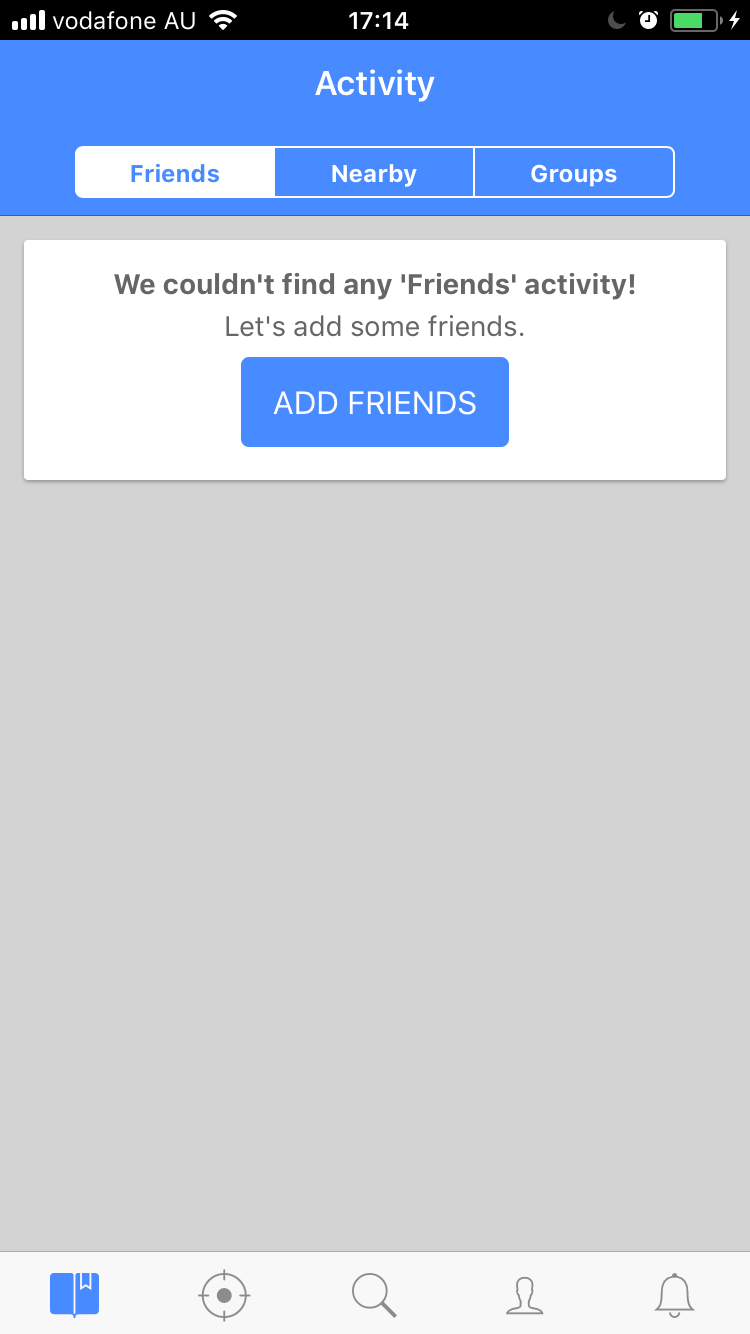 vodafone AU 17:14
Activity
Friends Nearby Groups
We couldn't find any 'Friends' activity!
Let's add some friends.
ADD FRIENDS